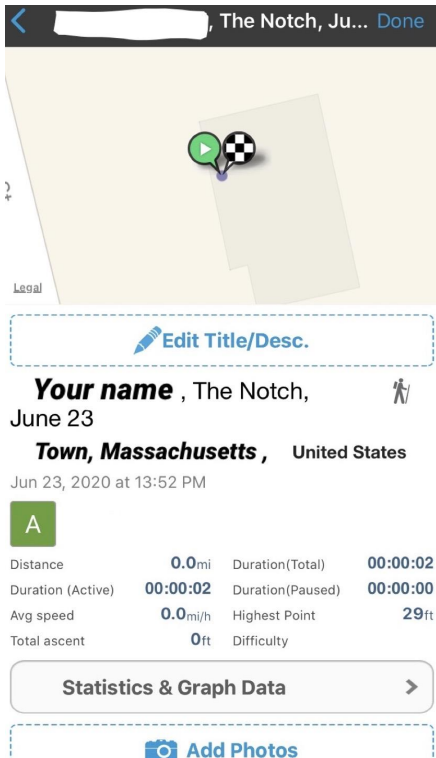 , The Notch, Ju... Done
Legal
Edit Title/Desc.
Your name , The Notch,
June 23
Town, Massachusetts , United States
Jun 23, 2020 at 13:52 PM
A
Distance 0.0mi Duration(Total) 00:00:02
Duration (Active) 00:00:02 Duration(Paused) 00:00:00
Avg speed 0.0mi/h Highest Point 29ft
Total ascent 0ft Difficulty
Statistics & Graph Data >
Add Photos